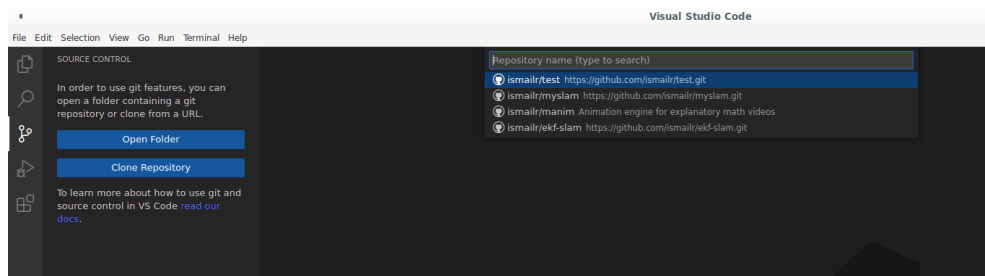 Visual Studio Code
File Edit Selection View Go Run Terminal Help
SOURCE CONTROL
In order to use git features, you can
open a folder containing a git
repository or clone from a URL.
Open Folder
Clone Repository
To learn more about how to use git and
source control in VS Code read our
docs.
Repository name (type to search)
ismailr/test https://github.com/ismailr/test.git
ismailr/myslam https://github.com/ismailr/myslam.git
ismailr/manim Animation engine for explanatory math videos
ismailr/ekf-slam https://github.com/ismailr/ekf-slam.git